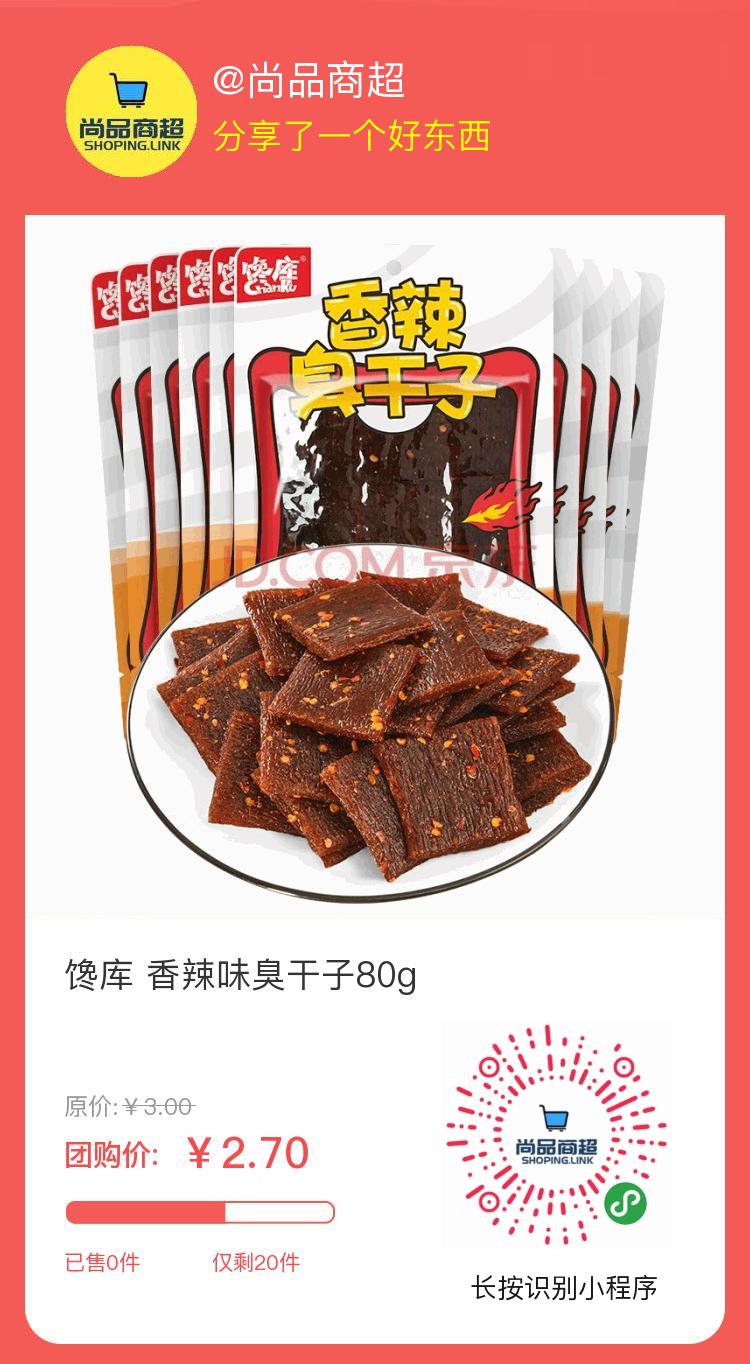 @尚品商超
分享了一个好东西
尚品商超
SHOPING.LINK
馋库
ChanKu
香辣
臭干子
JD.COM 京东
馋库 香辣味臭干子80g
原价:¥3.00
团购价: ¥2.70
已售0件 仅剩20件
尚品商超
SHOPING.LINK
长按识别小程序